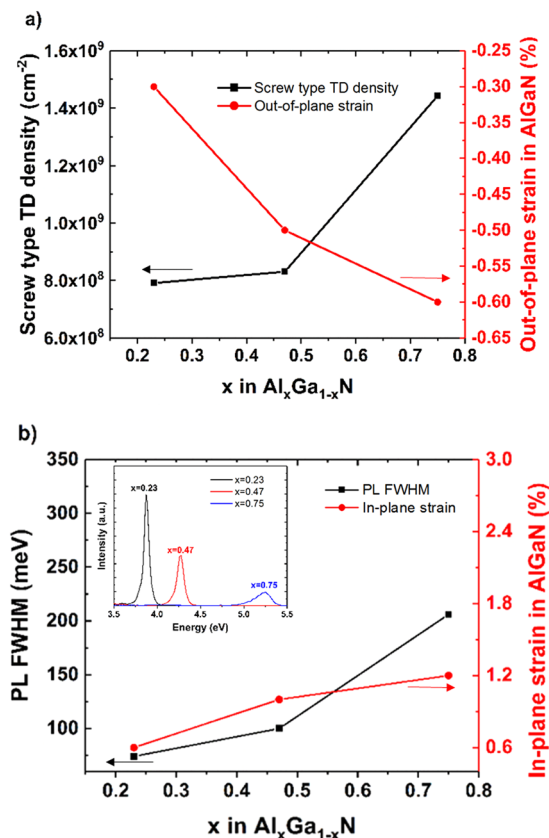 a)
Screw type TD density (cm⁻²)
1.6x10⁹
1.4x10⁹
1.2x10⁹
1.0x10⁹
8.0x10⁸
6.0x10⁸
Screw type TD density
Out-of-plane strain
-0.25
-0.30
-0.35
-0.40
-0.45
-0.50
-0.55
-0.60
-0.65
Out-of-plane strain in AlGaN (%)
0.2 0.3 0.4 0.5 0.6 0.7 0.8
x in AlₓGa₁₋ₓN
b)
PL FWHM (meV)
350
300
250
200
150
100
PL FWHM
In-plane strain
3.0
2.4
1.8
1.2
0.6
In-plane strain in AlGaN (%)
Intensity (a.u.)
x=0.23
x=0.47
x=0.75
x=0.23
x=0.47
x=0.75
3.5 4.0 4.5 5.0 5.5
Energy (eV)
0.2 0.3 0.4 0.5 0.6 0.7 0.8
x in AlₓGa₁₋ₓN